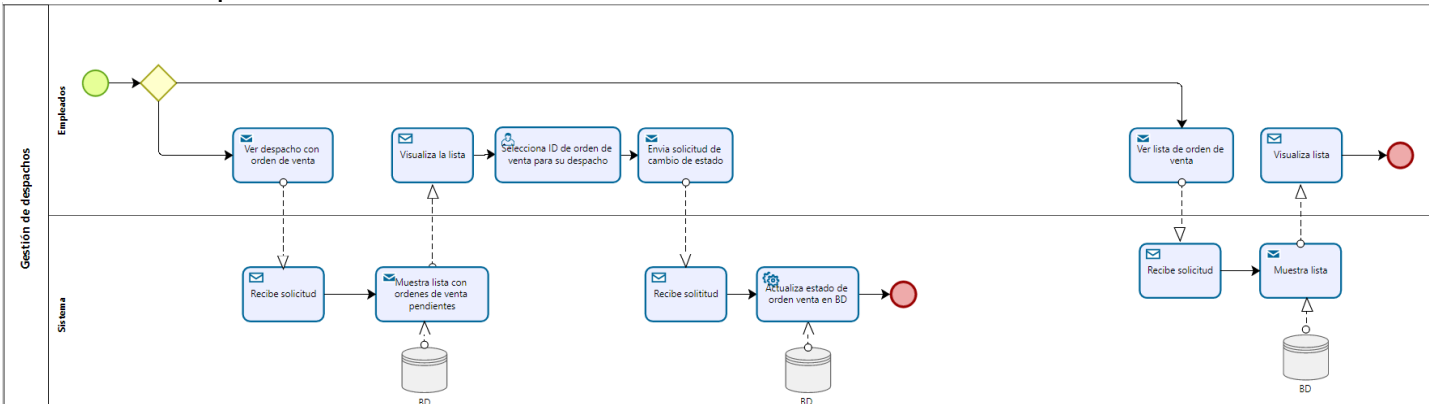 Gestión de despachos
Empleados
Ver despacho con
orden de venta
Visualiza la lista
Selecciona ID de orden de
venta para su despacho
Envia solicitud de
cambio de estado
Ver lista de orden de
venta
Visualiza lista
Sistema
Recibe solicitud
Muestra lista con
ordenes de venta
pendientes
BD
Recibe solititud
Actualiza estado de
orden venta en BD
BD
Recibe solicitud
Muestra lista
BD